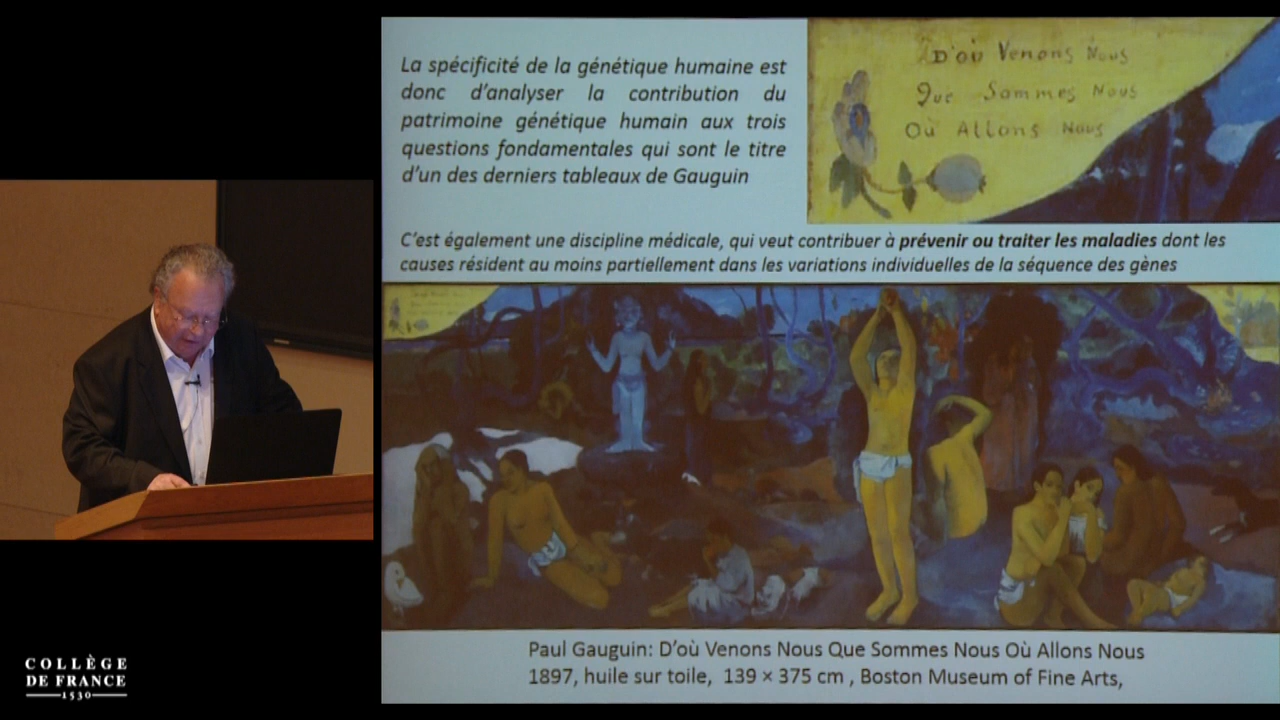 La spécificité de la génétique humaine est
donc d'analyser la contribution du
patrimoine génétique humain aux trois
questions fondamentales qui sont le titre
d'un des derniers tableaux de Gauguin
D'où Venons Nous
Que Sommes Nous
Où Allons Nous
C'est également une discipline médicale, qui veut contribuer à prévenir ou traiter les maladies dont les
causes résident au moins partiellement dans les variations individuelles de la séquence des gènes
Paul Gauguin: D'où Venons Nous Que Sommes Nous Où Allons Nous
1897, huile sur toile, 139 × 375 cm , Boston Museum of Fine Arts,
COLLÈGE
DE FRANCE
1530